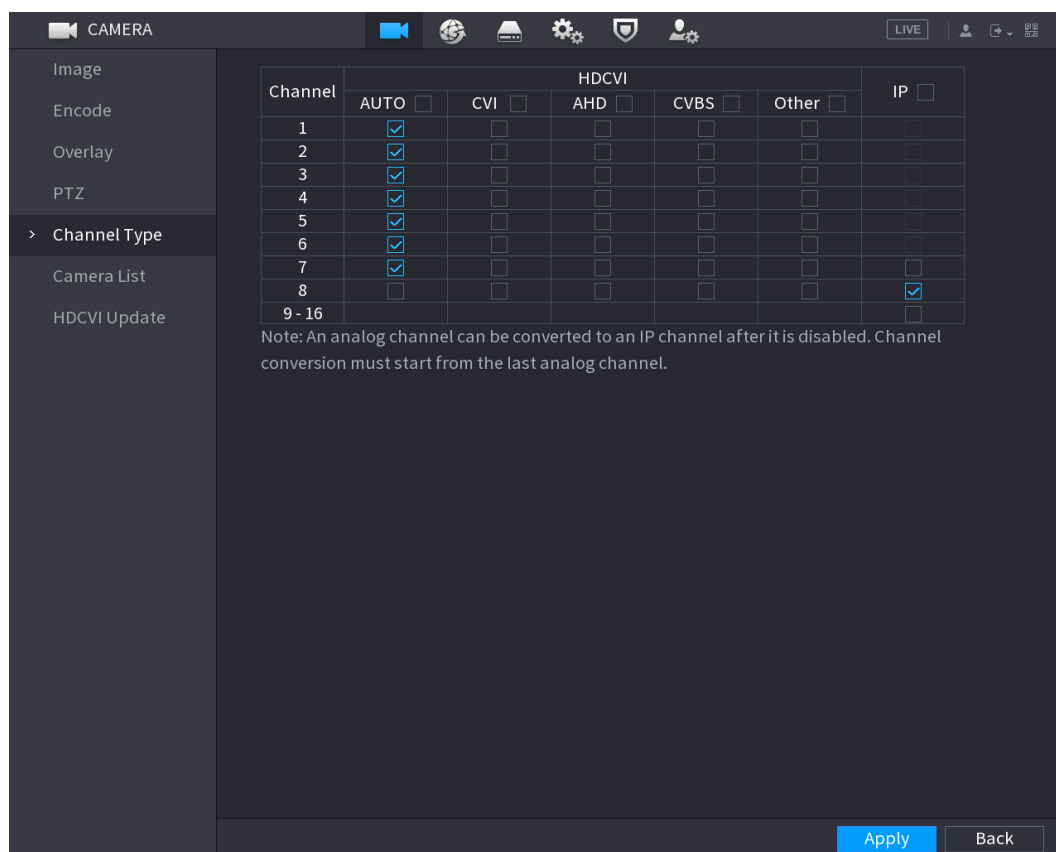 CAMERA
LIVE
Image
Encode
Overlay
PTZ
> Channel Type
Camera List
HDCVI Update
Channel HDCVI IP
AUTO CVI AHD CVBS Other
1
2
3
4
5
6
7
8
9 - 16
Note: An analog channel can be converted to an IP channel after it is disabled. Channel
conversion must start from the last analog channel.
Apply Back